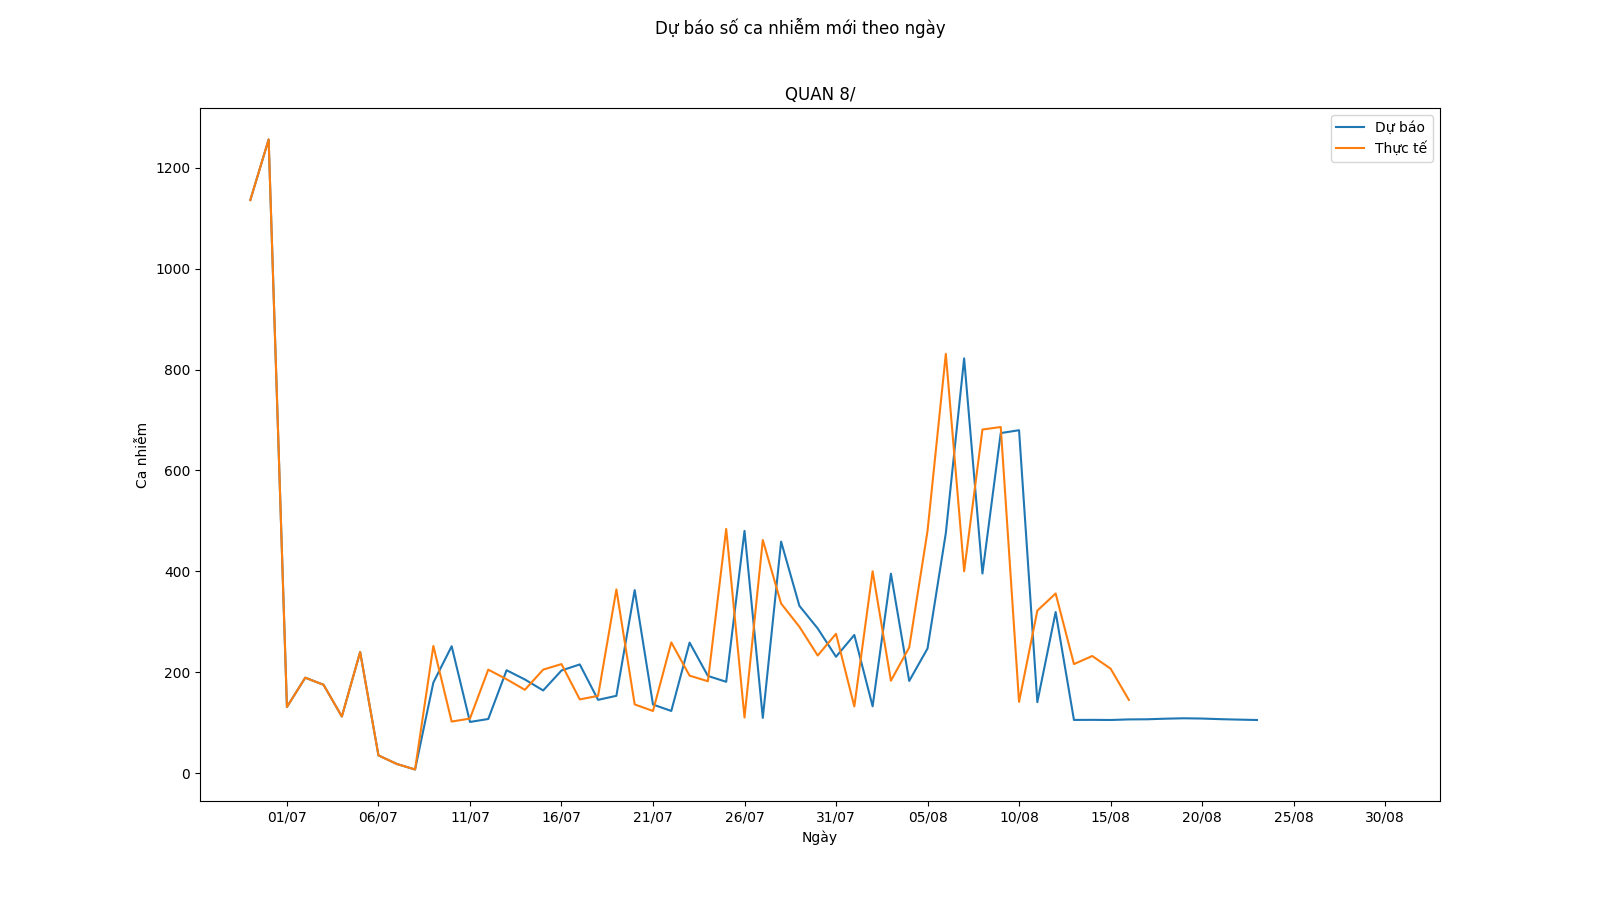 Dự báo số ca nhiễm mới theo ngày
QUAN 8/
Dự báo
Thực tế
1200
1000
800
600
400
200
0
Ca nhiễm
01/07 06/07 11/07 16/07 21/07 26/07 31/07 05/08 10/08 15/08 20/08 25/08 30/08
Ngày